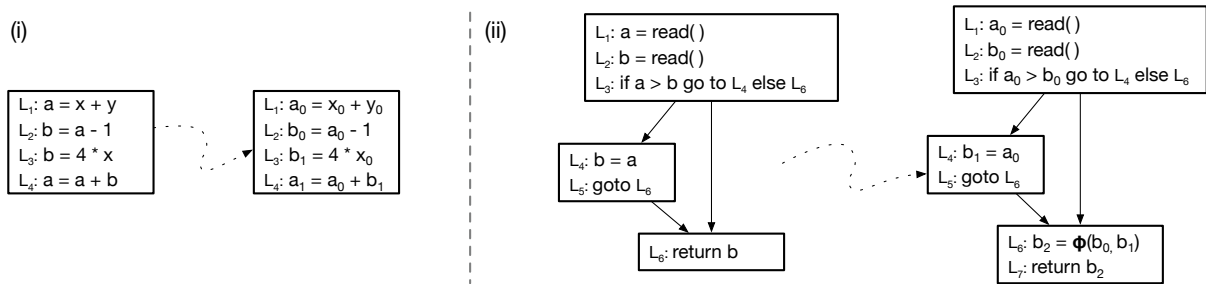 (i)
L₁: a = x + y
L₂: b = a - 1
L₃: b = 4 * x
L₄: a = a + b
L₁: a₀ = x₀ + y₀
L₂: b₀ = a₀ - 1
L₃: b₁ = 4 * x₀
L₄: a₁ = a₀ + b₁
(ii)
L₁: a = read( )
L₂: b = read( )
L₃: if a > b go to L₄ else L₆
L₄: b = a
L₅: goto L₆
L₆: return b
L₁: a₀ = read( )
L₂: b₀ = read( )
L₃: if a₀ > b₀ go to L₄ else L₆
L₄: b₁ = a₀
L₅: goto L₆
L₆: b₂ = ɸ(b₀, b₁)
L₇: return b₂